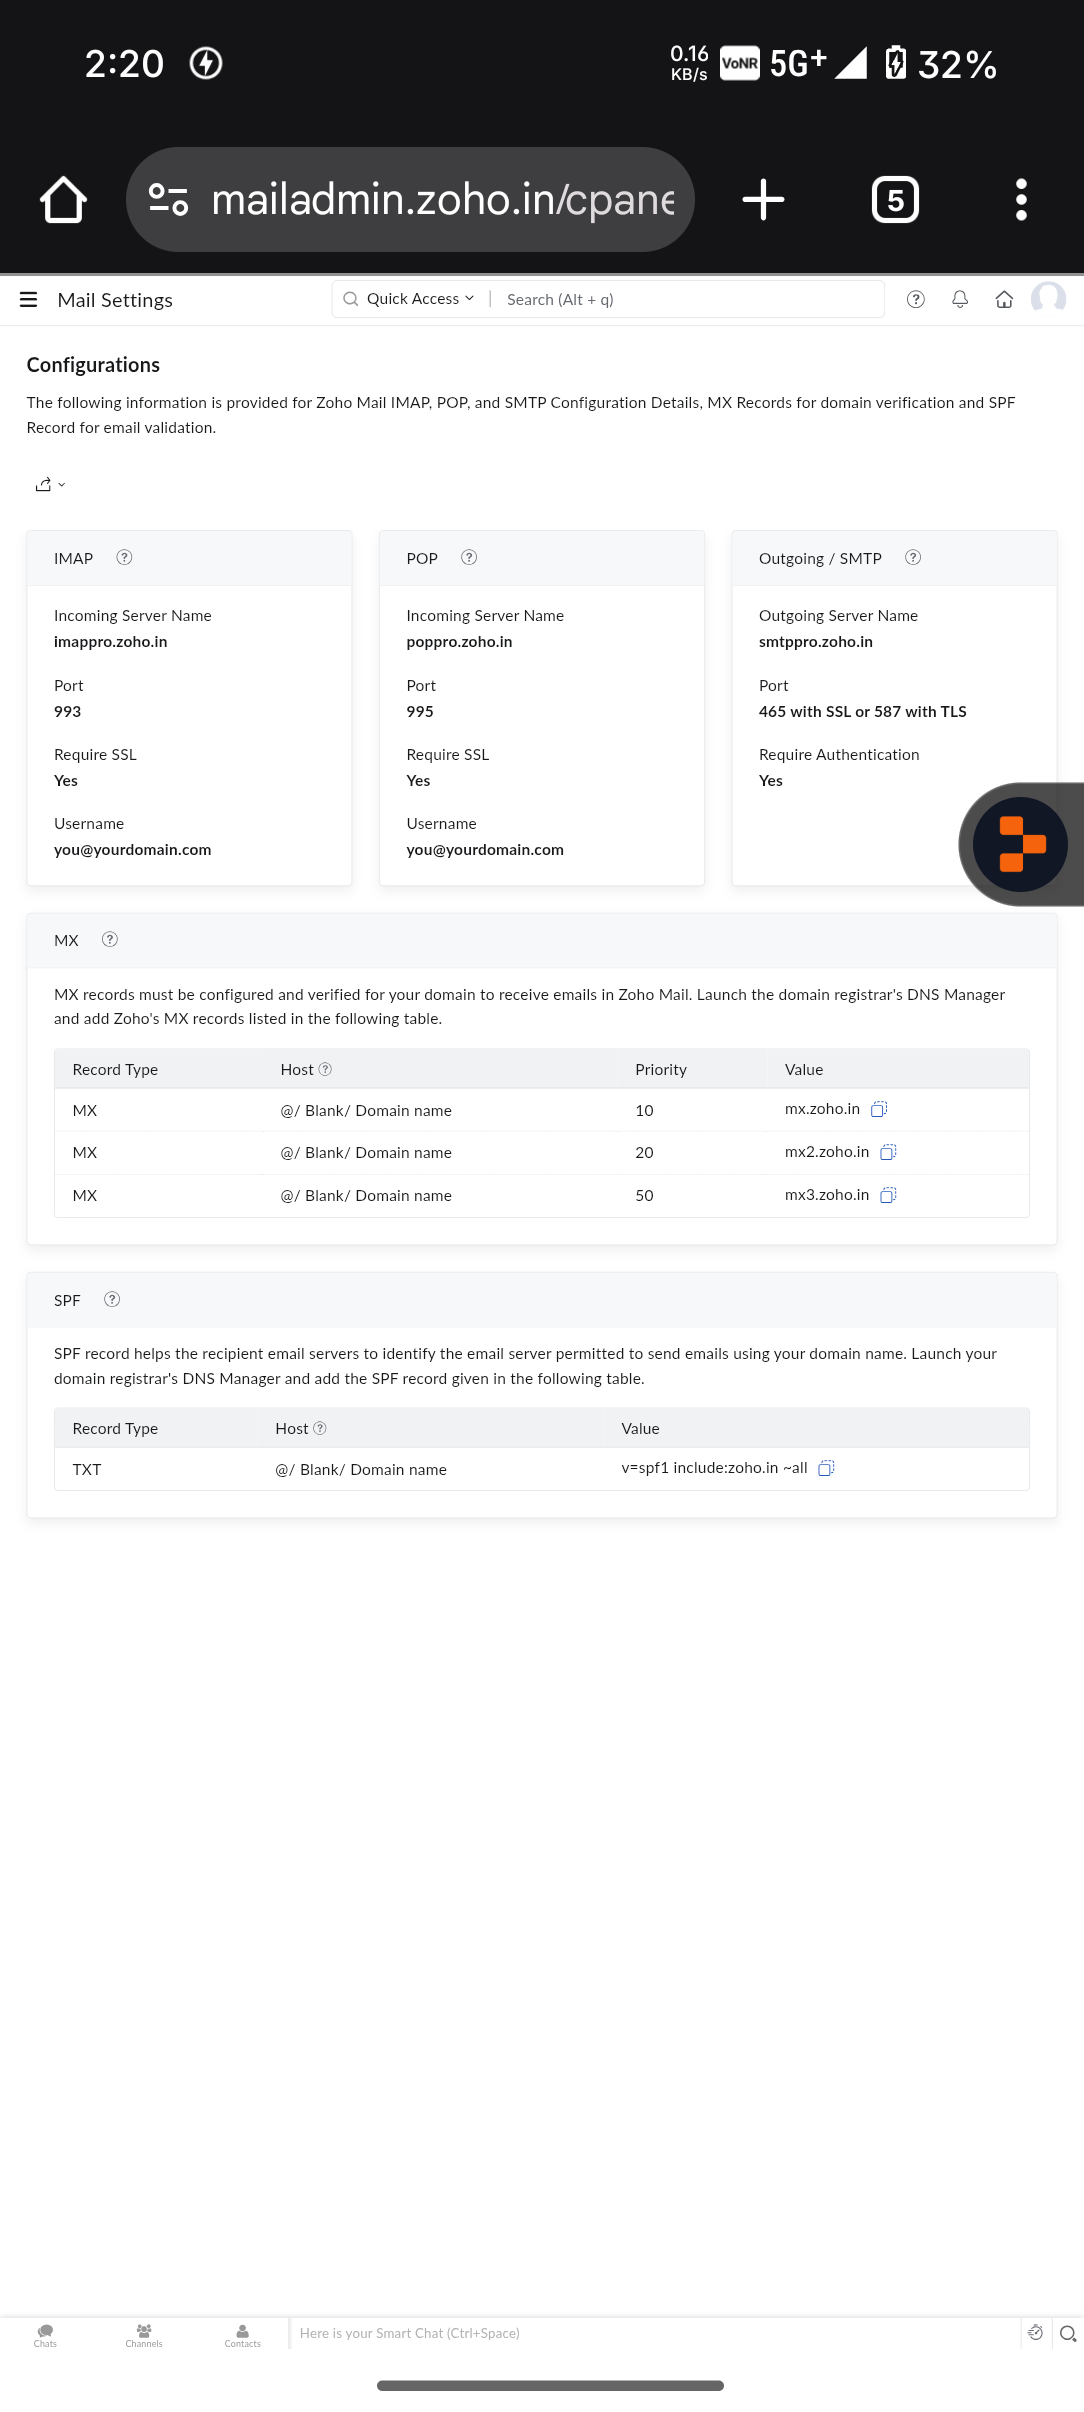 2:20
0.16
KB/s
VoNR
5G+
32%
mailadmin.zoho.in/cpane
5
Mail Settings
Quick Access
Search (Alt + q)
Configurations
The following information is provided for Zoho Mail IMAP, POP, and SMTP Configuration Details, MX Records for domain verification and SPF
Record for email validation.
IMAP
Incoming Server Name
imappro.zoho.in
Port
993
Require SSL
Yes
Username
you@yourdomain.com
POP
Incoming Server Name
poppro.zoho.in
Port
995
Require SSL
Yes
Username
you@yourdomain.com
Outgoing / SMTP
Outgoing Server Name
smtppro.zoho.in
Port
465 with SSL or 587 with TLS
Require Authentication
Yes
MX
MX records must be configured and verified for your domain to receive emails in Zoho Mail. Launch the domain registrar's DNS Manager
and add Zoho's MX records listed in the following table.
Record Type Host Priority Value
MX @/ Blank/ Domain name 10 mx.zoho.in
MX @/ Blank/ Domain name 20 mx2.zoho.in
MX @/ Blank/ Domain name 50 mx3.zoho.in
SPF
SPF record helps the recipient email servers to identify the email server permitted to send emails using your domain name. Launch your
domain registrar's DNS Manager and add the SPF record given in the following table.
Record Type Host Value
TXT @/ Blank/ Domain name v=spf1 include:zoho.in ~all
Chats
Channels
Contacts
Here is your Smart Chat (Ctrl+Space)